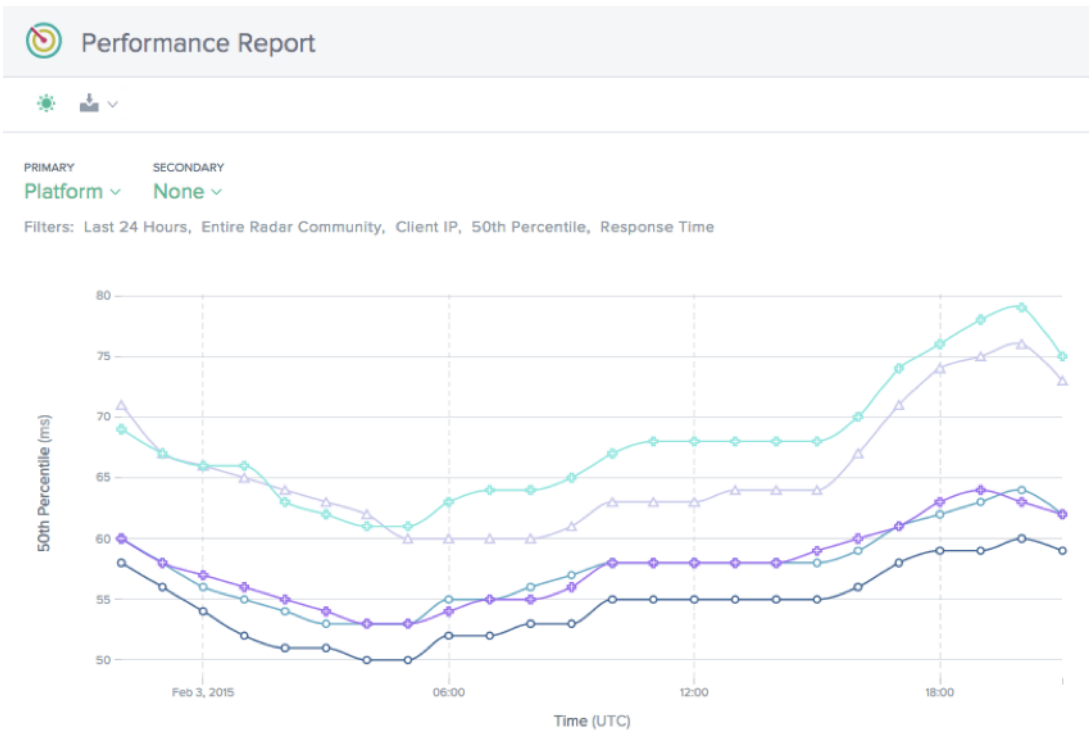 Performance Report
PRIMARY SECONDARY
Platform None
Filters: Last 24 Hours, Entire Radar Community, Client IP, 50th Percentile, Response Time
80
75
70
65
60
55
50
50th Percentile (ms)
Feb 3, 2015 06:00 12:00 18:00
Time (UTC)